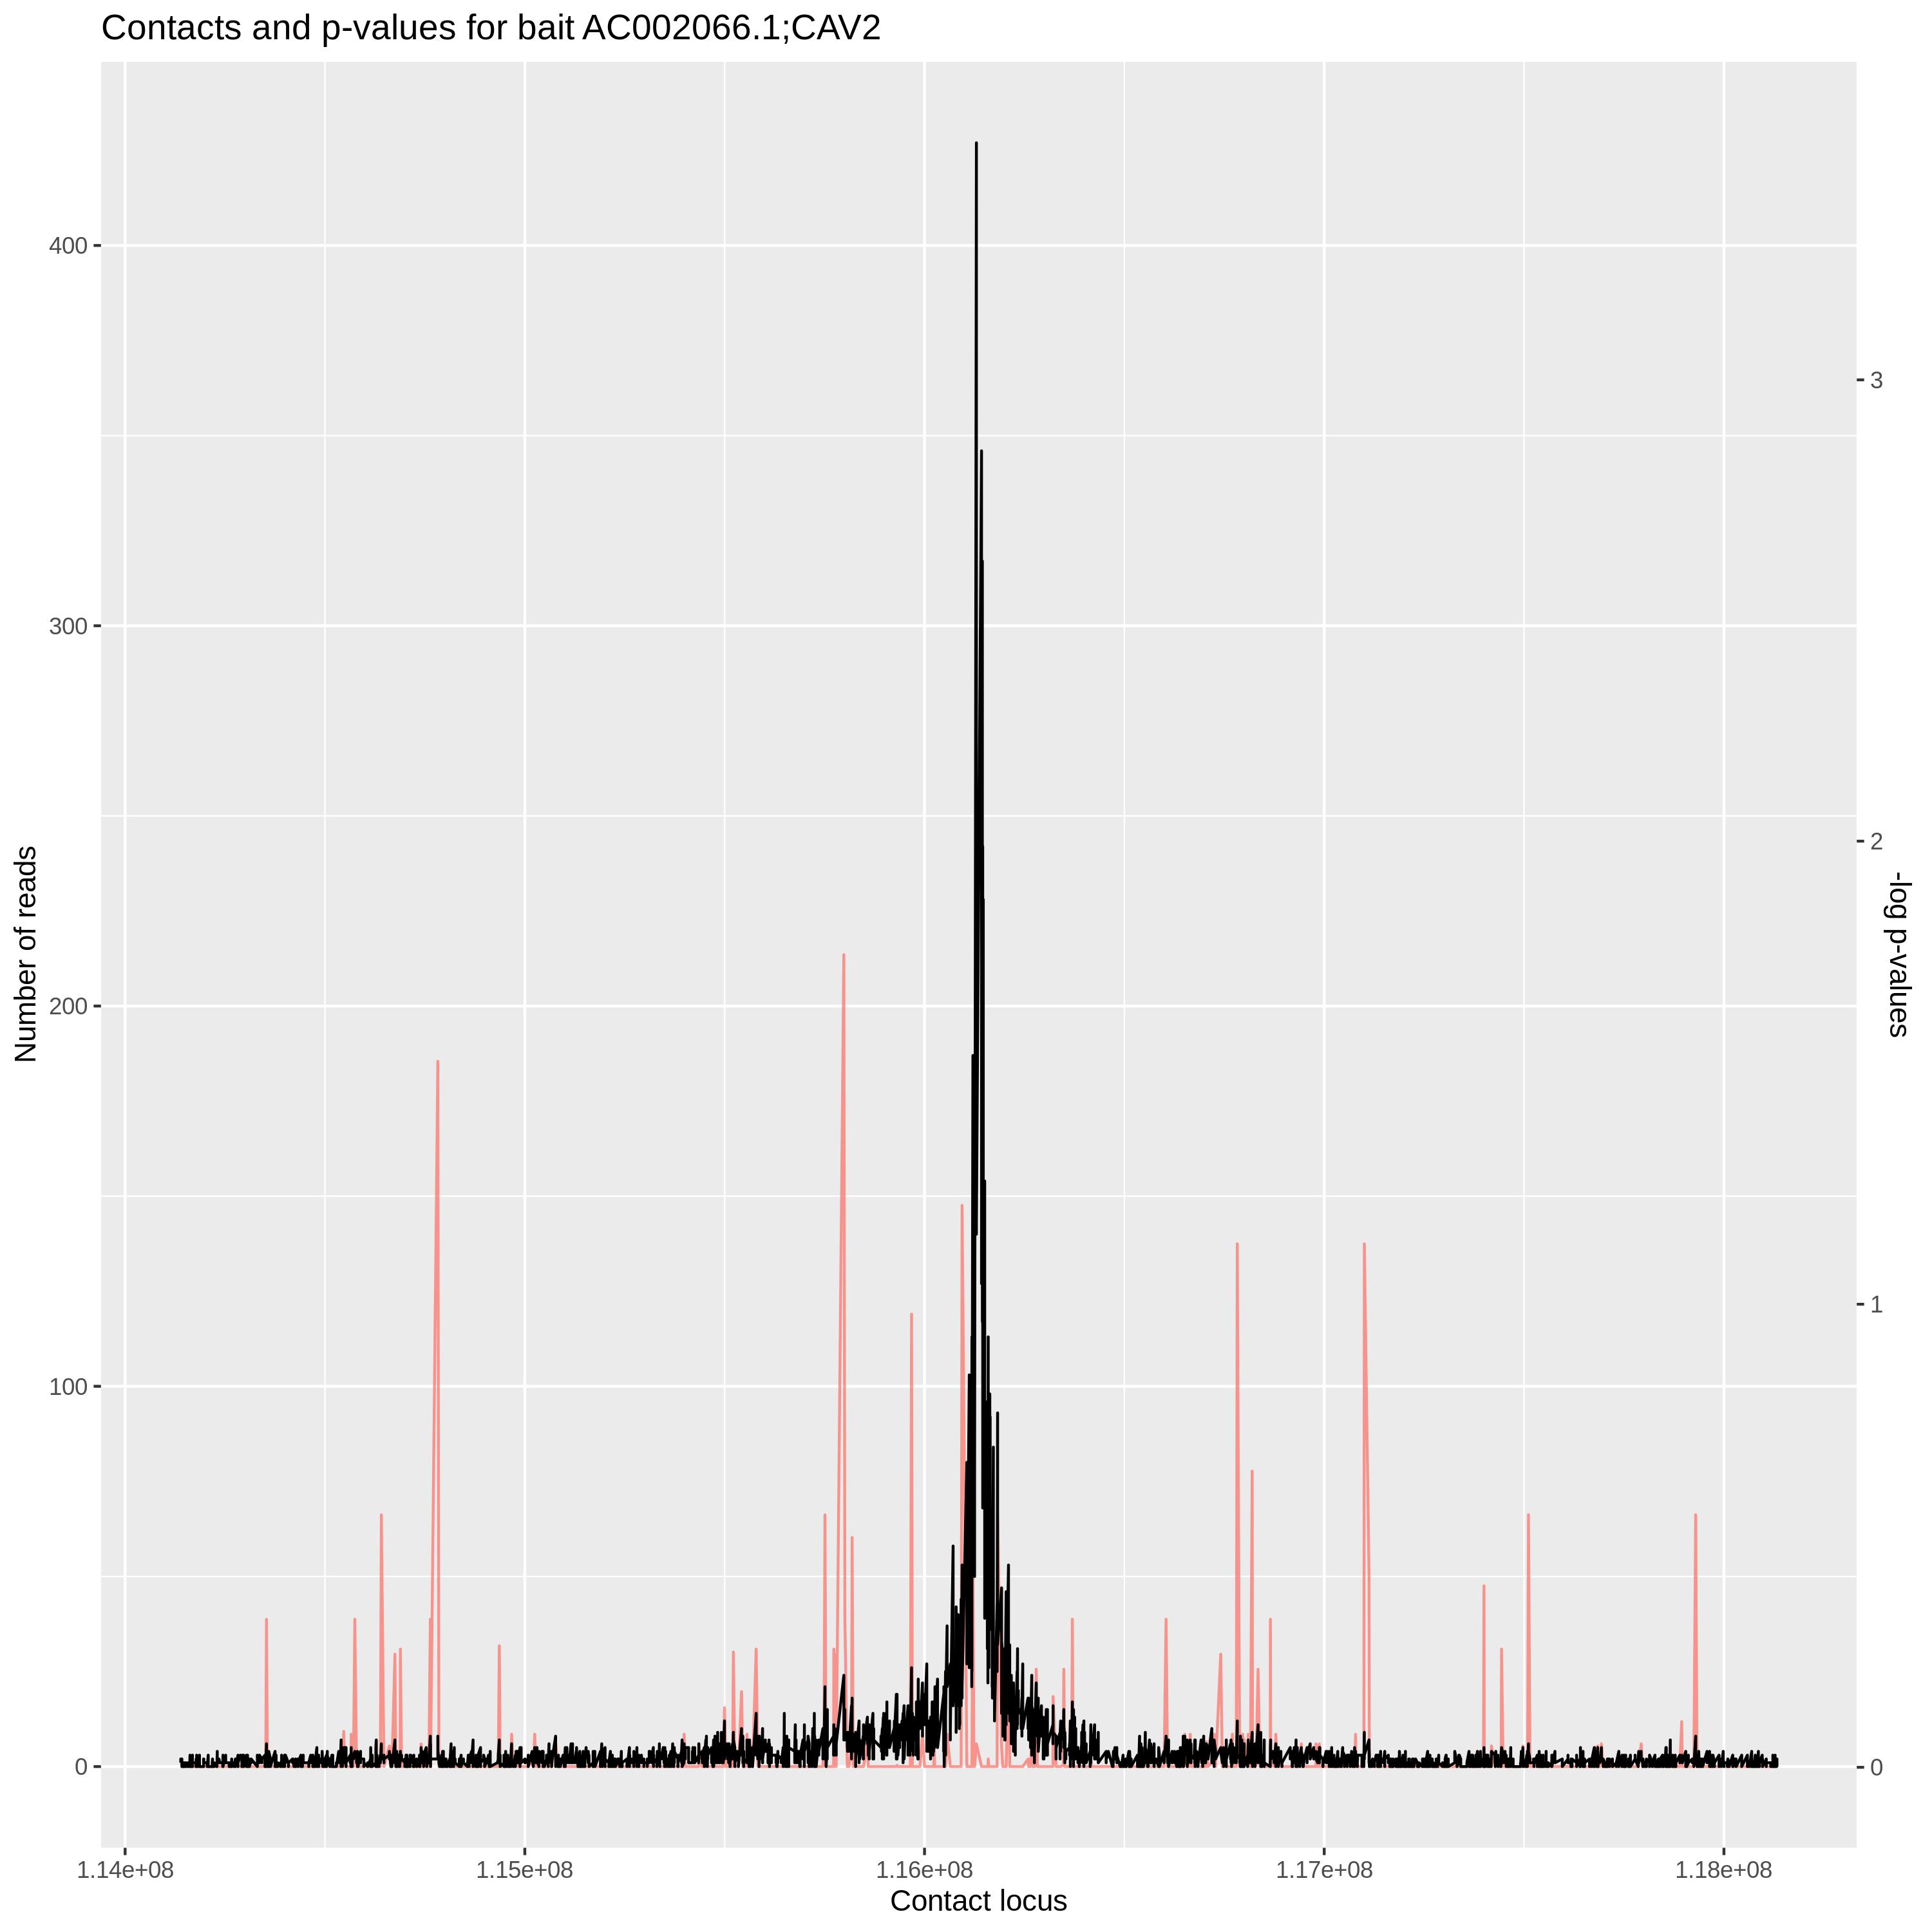 Contacts and p-values for bait AC002066.1;CAV2
Number of reads
400
300
200
100
0
3
2
1
0
-log p-values
1.14e+08
1.15e+08
1.16e+08
1.17e+08
1.18e+08
Contact locus